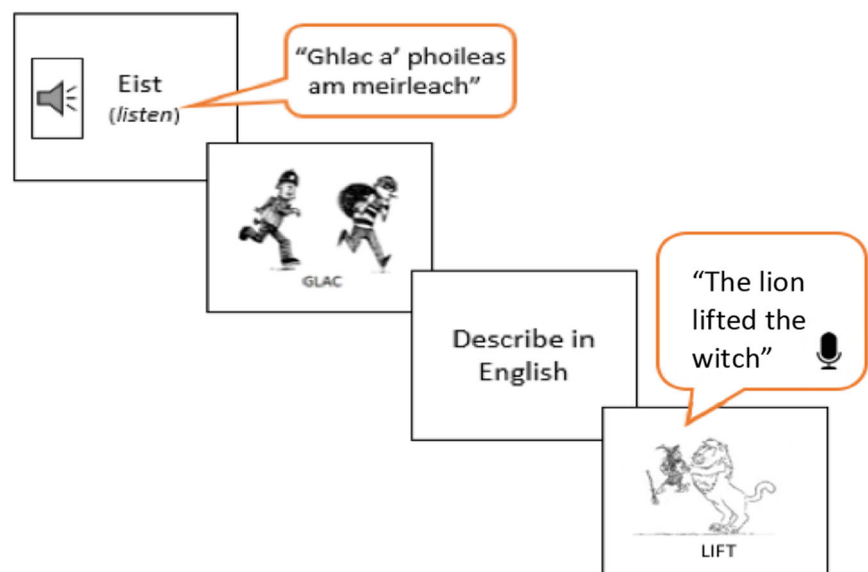 Eist
(listen)
“Ghlac a’ phoileas
am meirleach”
GLAC
Describe in
English
“The lion
lifted the
witch”
LIFT